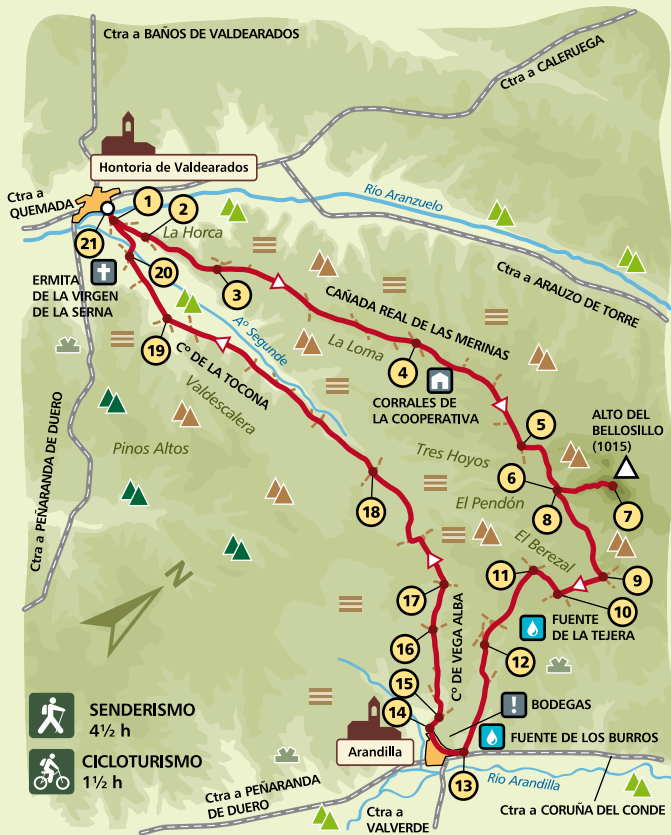 Ctra a BAÑOS DE VALDEARADOS
Ctra a CALERUEGA
Hontoria de Valdearados
Ctra a
QUEMADA
Río Aranzuelo
1
2
La Horca
21
20
3
ERMITA
DE LA VIRGEN
DE LA SERNA
Ctra a ARAUZO DE TORRE
CAÑADA REAL DE LAS MERINAS
19
Aº Segunde
La Loma
4
Cº DE LA TOCONA
Valdescalera
CORRALES DE
LA COOPERATIVA
ALTO DEL
BELLOSILLO
(1015)
5
Ctra a PEÑARANDA DE DUERO
Pinos Altos
Tres Hoyos
6
18
El Pendón
8
7
El Berezal
N
11
9
17
10
FUENTE
DE LA TEJERA
16
12
Cº DE VEGA ALBA
15
SENDERISMO
4½ h
14
!
BODEGAS
Arandilla
FUENTE DE LOS BURROS
CICLOTURISMO
1½ h
13
Río Arandilla
Ctra a PEÑARANDA
DE DUERO
Ctra a
VALVERDE
Ctra a CORUÑA DEL CONDE